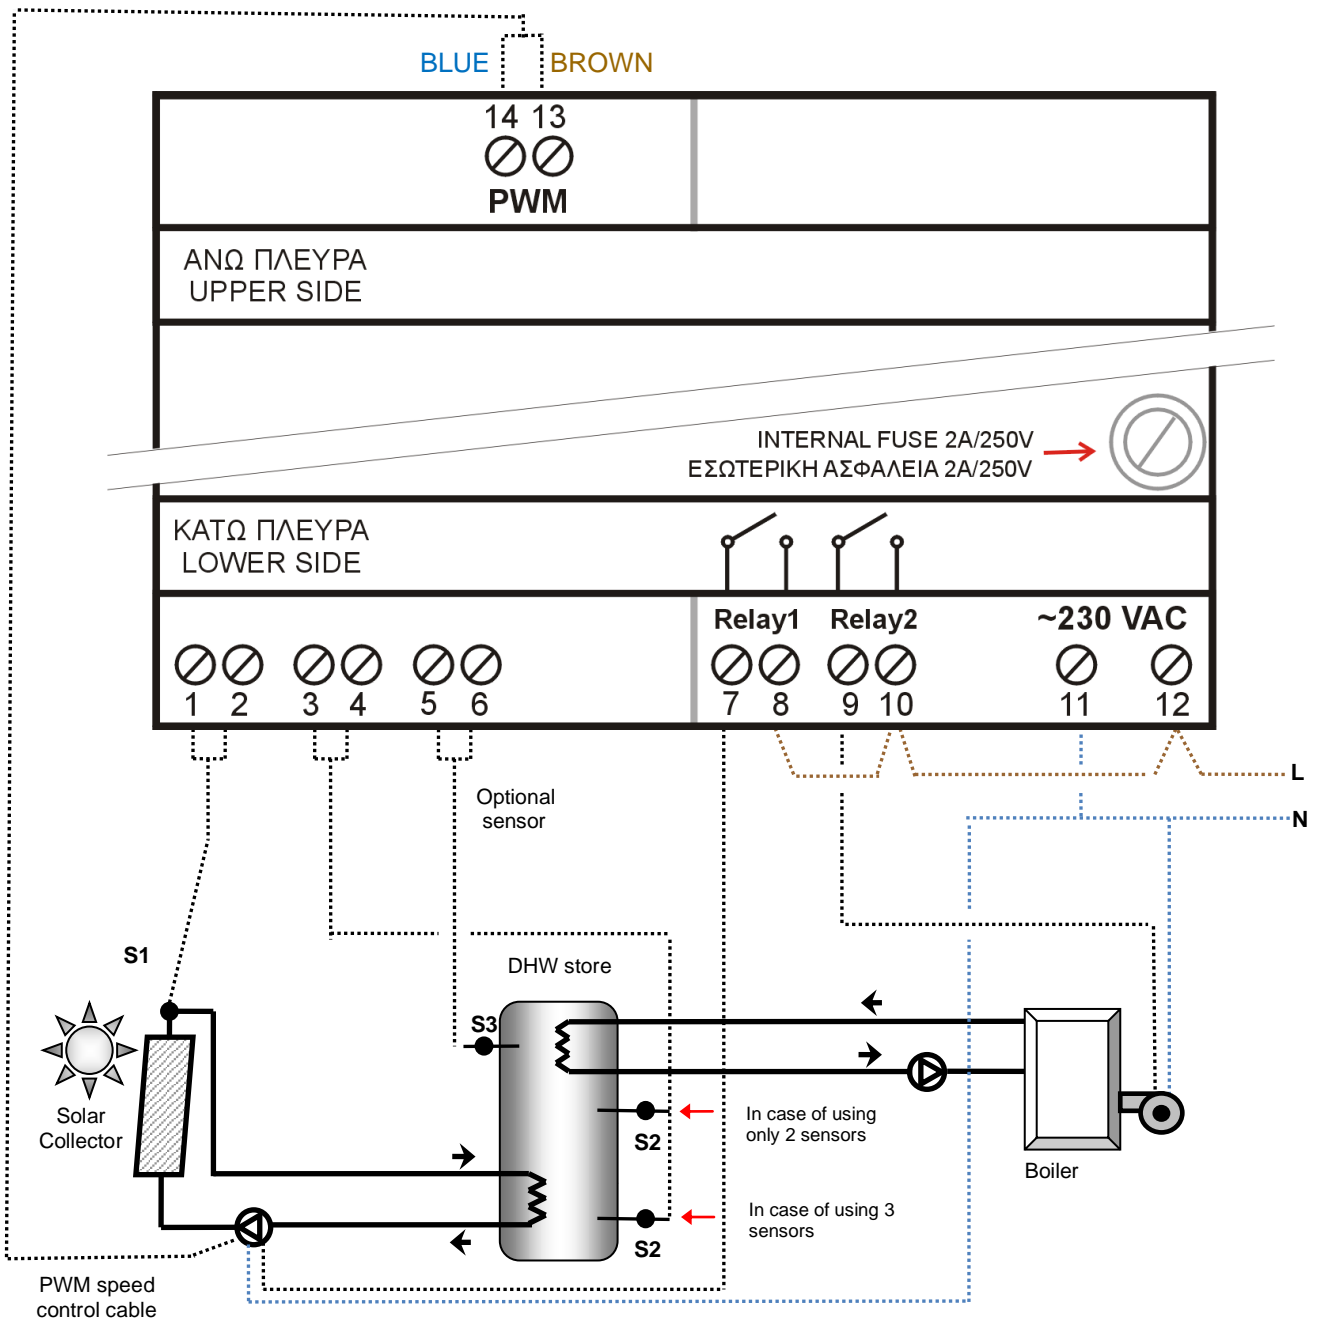 BLUE BROWN
14 13
PWM
ΑΝΩ ΠΛΕΥΡΑ
UPPER SIDE
INTERNAL FUSE 2A/250V
ΕΣΩΤΕΡΙΚΗ ΑΣΦΑΛΕΙΑ 2A/250V
ΚΑΤΩ ΠΛΕΥΡΑ
LOWER SIDE
Relay1 Relay2 ~230 VAC
1 2 3 4 5 6 7 8 9 10 11 12
L
Optional
sensor
N
S1
DHW store
S3
Solar
Collector
In case of using
only 2 sensors
S2
Boiler
In case of using 3
sensors
S2
PWM speed
control cable